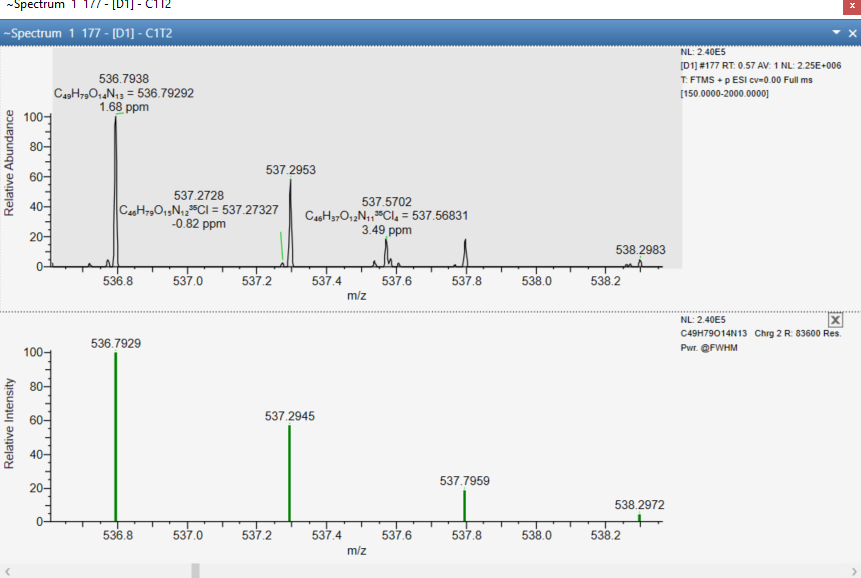 ~Spectrum 1 177 - [D1] - C1T2
~Spectrum 1 177 - [D1] - C1T2
NL: 2.40E5
[D1] #177 RT: 0.57 AV: 1 NL: 2.25E+006
T: FTMS + p ESI cv=0.00 Full ms
[150.0000-2000.0000]
536.7938
C₄₉H₇₉O₁₄N₁₃ = 536.79292
1.68 ppm
537.2953
537.2728
C₄₆H₇₉O₁₅N₁₂³⁵Cl = 537.27327
-0.82 ppm
537.5702
C₄₆H₃₇O₁₂N₁₁³⁵Cl₄ = 537.56831
3.49 ppm
538.2983
Relative Abundance
100
80
60
40
20
0
536.8 537.0 537.2 537.4 537.6 537.8 538.0 538.2
m/z
NL: 2.40E5
C49H79O14N13 Chrg 2 R: 83600 Res.
Pwr. @FWHM
536.7929
537.2945
537.7959
538.2972
Relative Intensity
100
80
60
40
20
0
536.8 537.0 537.2 537.4 537.6 537.8 538.0 538.2
m/z